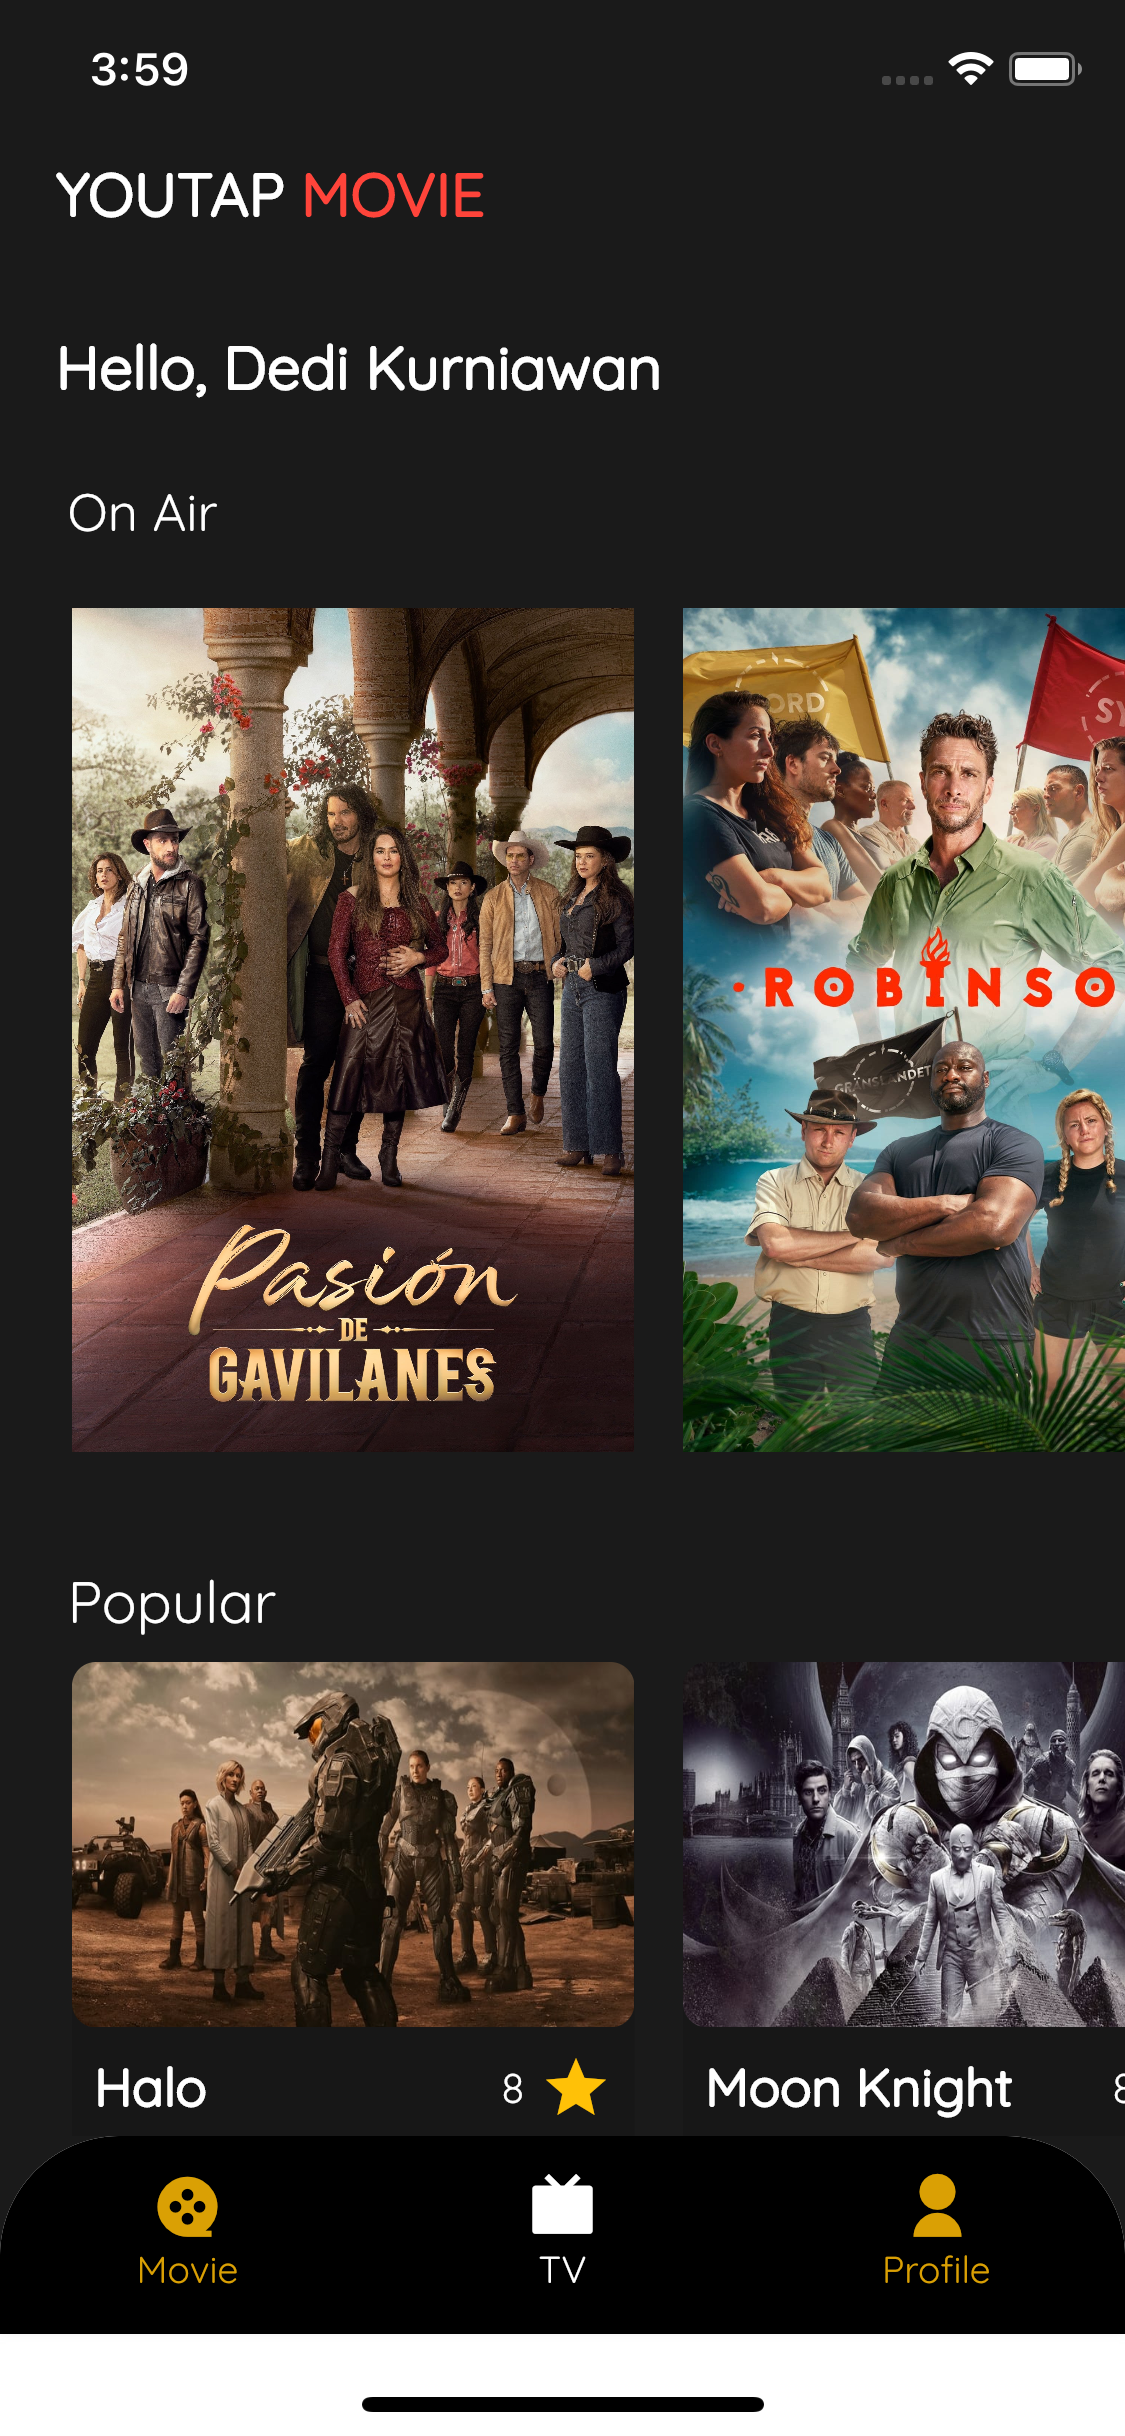 3:59
YOUTAP MOVIE
Hello, Dedi Kurniawan
On Air
Pasión
DE
GAVILANES
ORD
SY
ROBINSO
GRÄNSLANDET
Popular
Halo 8
Moon Knight 8
Movie TV Profile